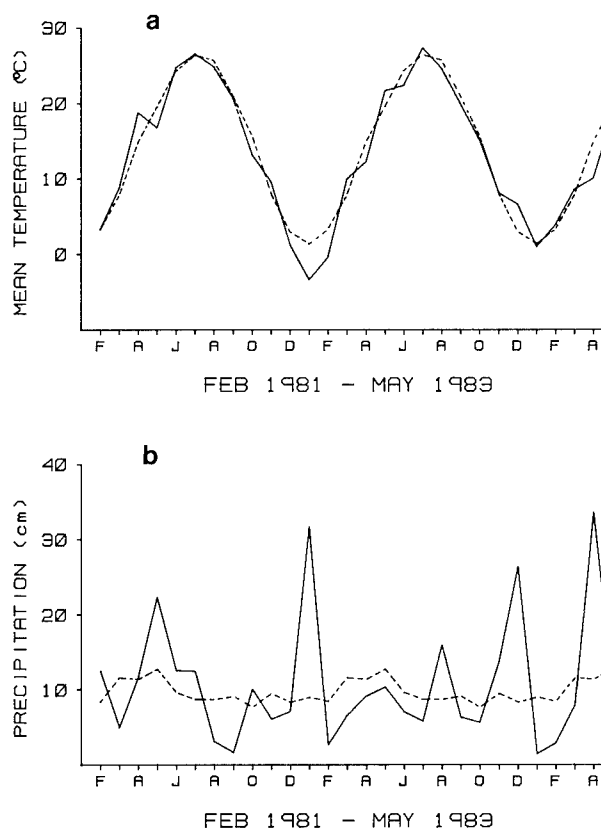 a
30
20
10
0
MEAN TEMPERATURE (°C)
F A J A O D F A J A O D F A
FEB 1981 - MAY 1983
b
40
30
20
10
PRECIPITATION (cm)
F A J A O D F A J A O D F A
FEB 1981 - MAY 1983